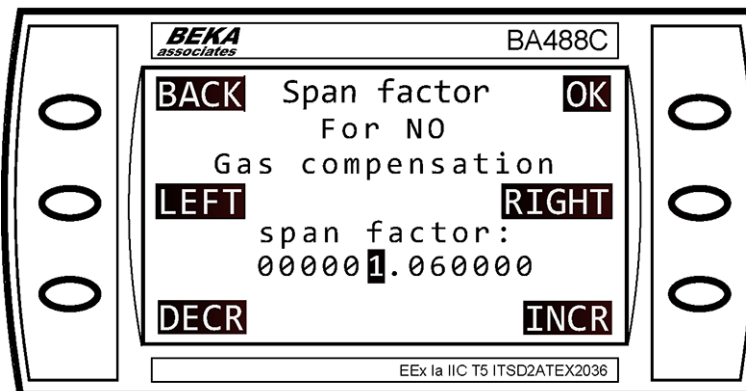 BEKA
associates
BA488C
BACK Span factor OK
For NO
Gas compensation
LEFT RIGHT
span factor:
000001.060000
DECR INCR
EEx Ia IIC T5 ITSD2ATEX2036